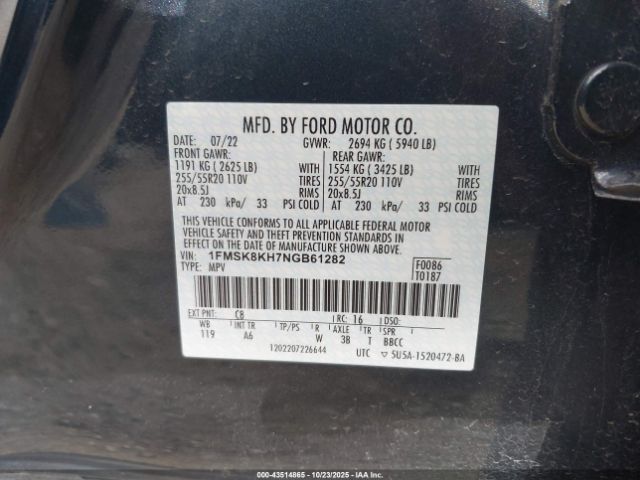 MFD. BY FORD MOTOR CO.
DATE: 07/22 GVWR: 2694 KG ( 5940 LB)
FRONT GAWR: REAR GAWR:
1191 KG ( 2625 LB) WITH 1554 KG ( 3425 LB) WITH
255/55R20 110V TIRES 255/55R20 110V TIRES
20x8.5J RIMS 20x8.5J RIMS
AT 230 kPa/ 33 PSI COLD AT 230 kPa/ 33 PSI COLD
THIS VEHICLE CONFORMS TO ALL APPLICABLE FEDERAL MOTOR
VEHICLE SAFETY AND THEFT PREVENTION STANDARDS IN
EFFECT ON THE DATE OF MANUFACTURE SHOWN ABOVE.
VIN: 1FMSK8KH7NGB61282 F0086
TYPE: MPV T0187
EXT PNT: CB RC: 16 DSO:
WB INT TR TP/PS R AXLE TR SPR
119 A6 W 3B T BBCC
1202207226644 UTC ▽ 5U5A-1520472-BA
000-43514865 | 10/23/2025 | IAAI.COM